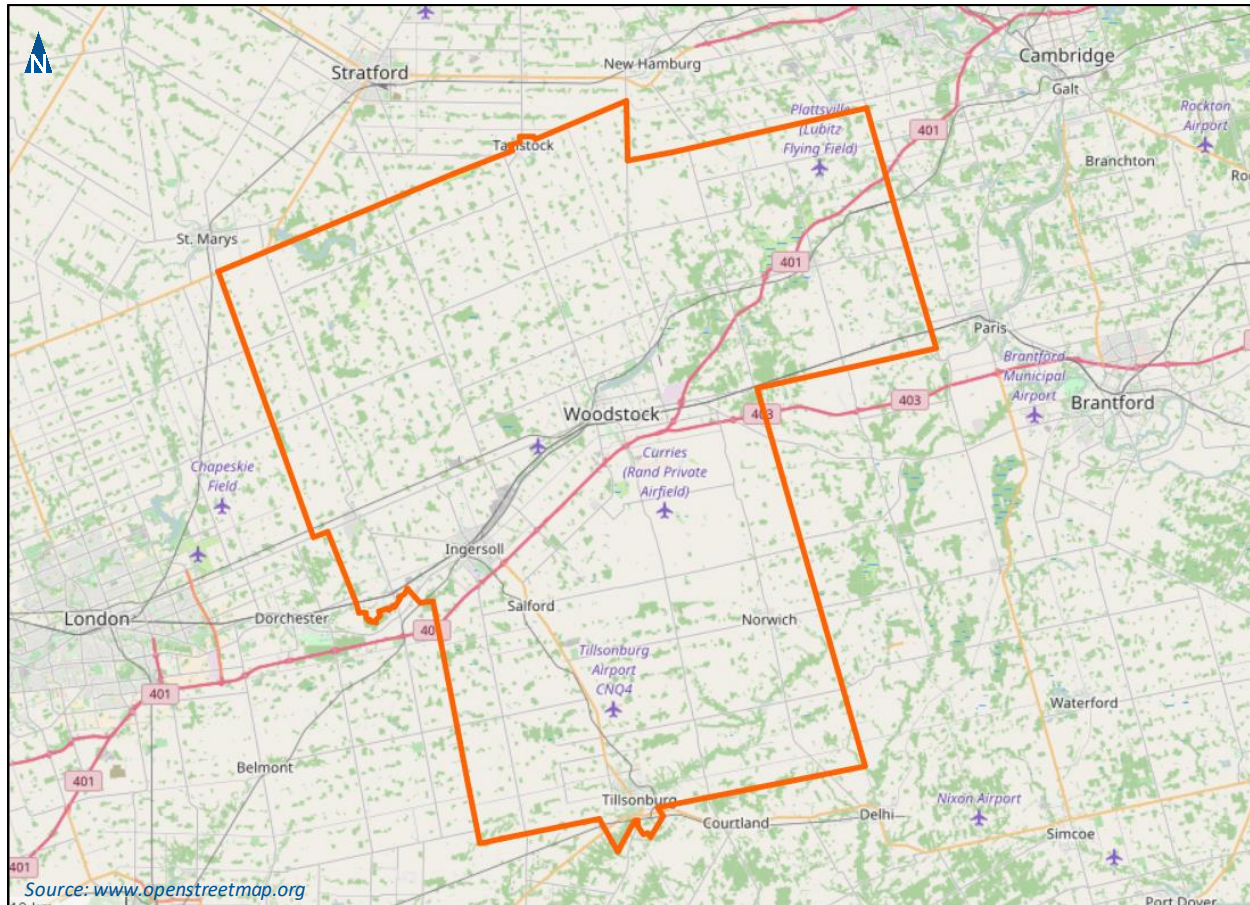 N
Stratford
New Hamburg
Cambridge
Galt
Plattsville
(Lubitz
Flying Field)
Rockton
Airport
401
Tavistock
Branchton
St. Marys
401
Paris
Brantford
Municipal
Airport
Woodstock
403
403
Brantford
Chapeskie
Field
Curries
(Rand Private
Airfield)
Ingersoll
London
Dorchester
Salford
Norwich
Tillsonburg
Airport
CNQ4
401
Waterford
Belmont
401
Tillsonburg
Courtland
Delhi
Nixon Airport
Simcoe
401
Source: www.openstreetmap.org
Port Dover